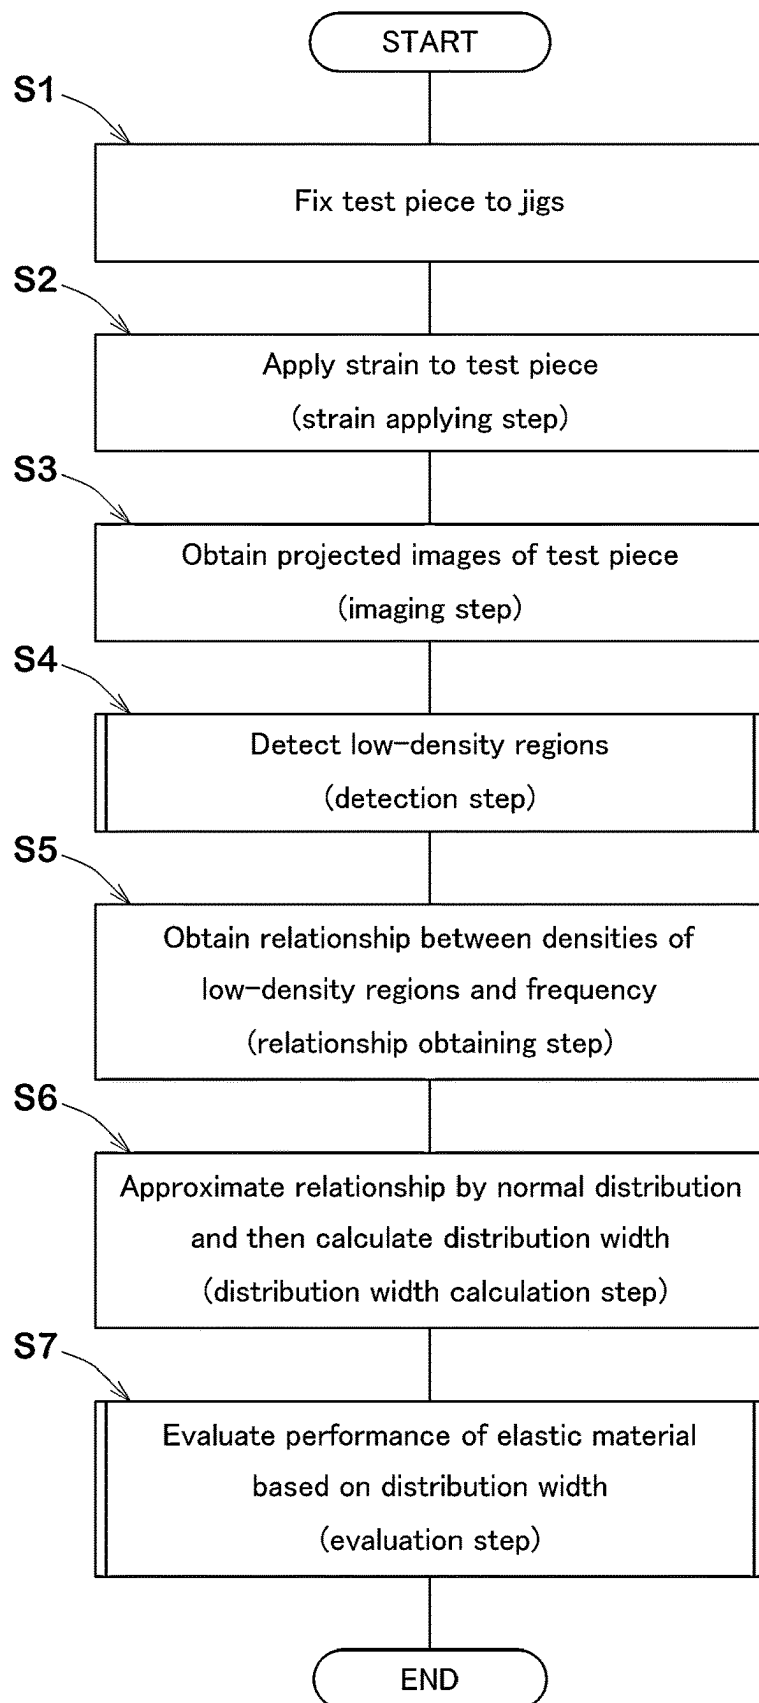 START
S1
Fix test piece to jigs
S2
Apply strain to test piece
(strain applying step)
S3
Obtain projected images of test piece
(imaging step)
S4
Detect low-density regions
(detection step)
S5
Obtain relationship between densities of
low-density regions and frequency
(relationship obtaining step)
S6
Approximate relationship by normal distribution
and then calculate distribution width
(distribution width calculation step)
S7
Evaluate performance of elastic material
based on distribution width
(evaluation step)
END